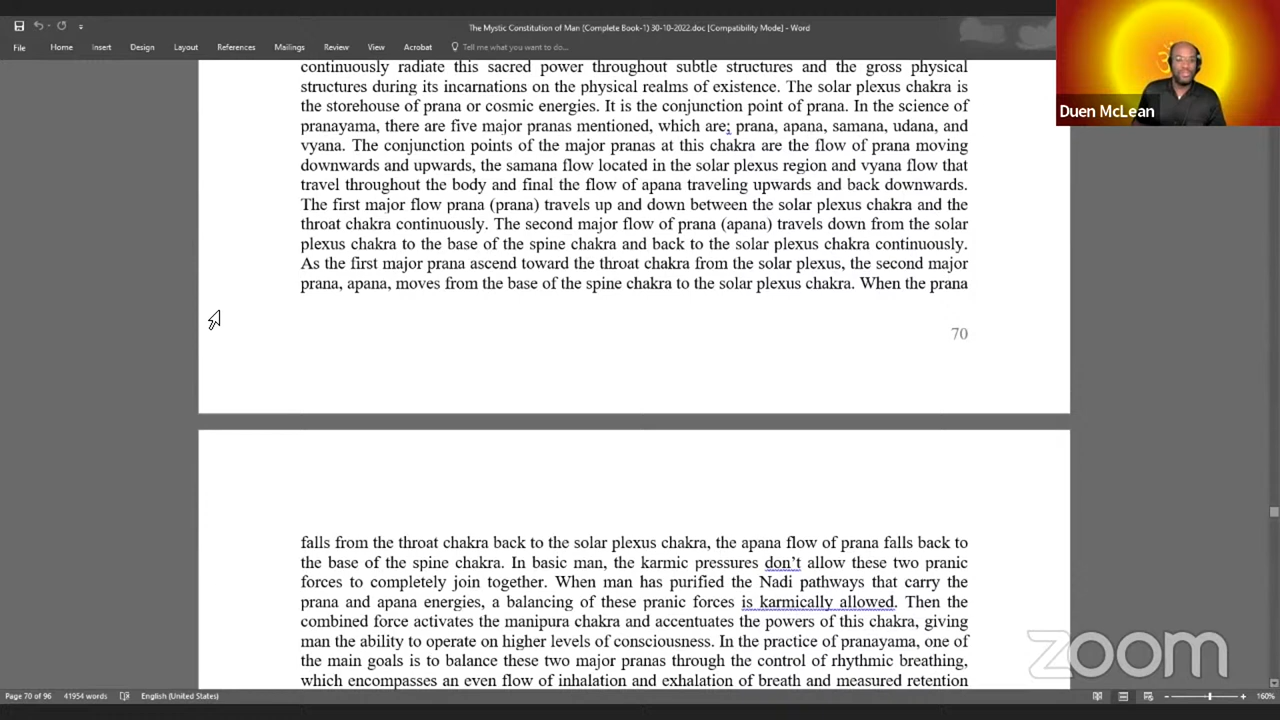 The Mystic Constitution of Man (Complete Book-1) 30-10-2022.doc [Compatibility Mode] - Word
File Home Insert Design Layout References Mailings Review View Acrobat Tell me what you want to do...
Duen McLean
continuously radiate this sacred power throughout subtle structures and the gross physical
structures during its incarnations on the physical realms of existence. The solar plexus chakra is
the storehouse of prana or cosmic energies. It is the conjunction point of prana. In the science of
pranayama, there are five major pranas mentioned, which are; prana, apana, samana, udana, and
vyana. The conjunction points of the major pranas at this chakra are the flow of prana moving
downwards and upwards, the samana flow located in the solar plexus region and vyana flow that
travel throughout the body and final the flow of apana traveling upwards and back downwards.
The first major flow prana (prana) travels up and down between the solar plexus chakra and the
throat chakra continuously. The second major flow of prana (apana) travels down from the solar
plexus chakra to the base of the spine chakra and back to the solar plexus chakra continuously.
As the first major prana ascend toward the throat chakra from the solar plexus, the second major
prana, apana, moves from the base of the spine chakra to the solar plexus chakra. When the prana
70
falls from the throat chakra back to the solar plexus chakra, the apana flow of prana falls back to
the base of the spine chakra. In basic man, the karmic pressures don't allow these two pranic
forces to completely join together. When man has purified the Nadi pathways that carry the
prana and apana energies, a balancing of these pranic forces is karmically allowed. Then the
combined force activates the manipura chakra and accentuates the powers of this chakra, giving
man the ability to operate on higher levels of consciousness. In the practice of pranayama, one of
the main goals is to balance these two major pranas through the control of rhythmic breathing,
which encompasses an even flow of inhalation and exhalation of breath and measured retention
zoom
Page 70 of 96 41954 words English (United States) 160%